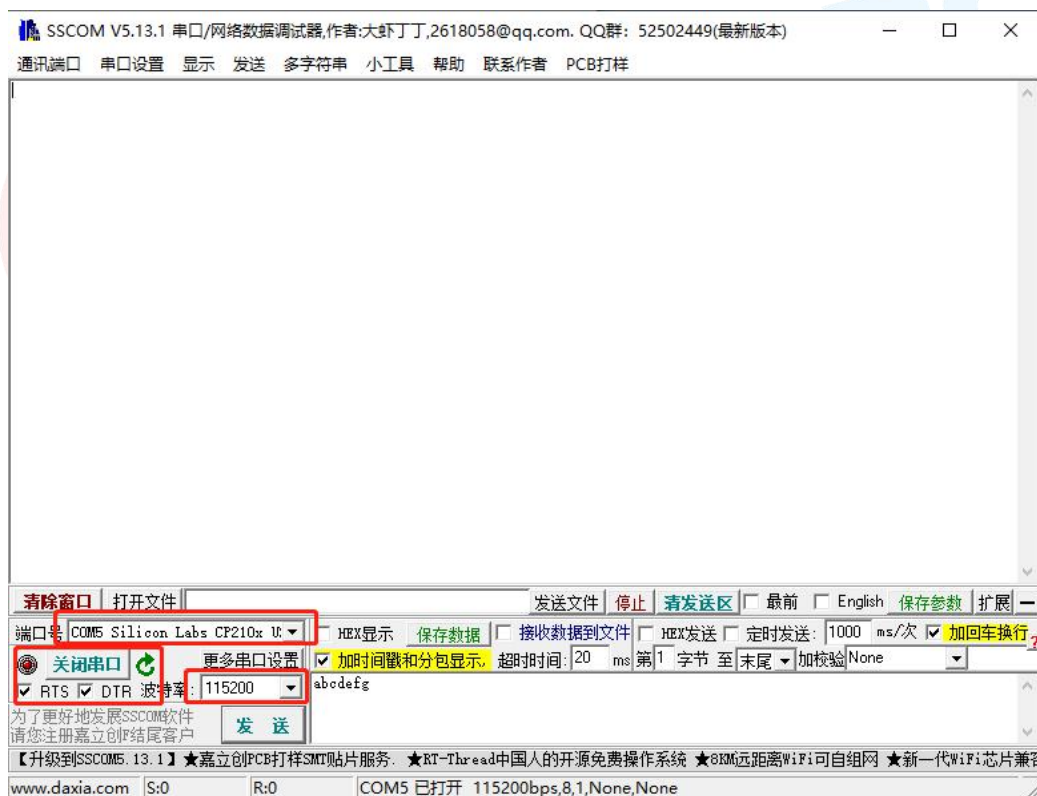 SSCOM V5.13.1 串口/网络数据调试器,作者:大虾丁丁,2618058@qq.com. QQ群：52502449(最新版本)
通讯端口 串口设置 显示 发送 多字符串 小工具 帮助 联系作者 PCB打样
清除窗口 打开文件 发送文件 停止 清发送区 最前 English 保存参数 扩展
端口号 COM5 Silicon Labs CP210x HEX显示 保存数据 接收数据到文件 HEX发送 定时发送: 1000 ms/次 加回车换行
关闭串口 更多串口设置 加时间戳和分包显示, 超时时间: 20 ms 第 1 字节 至 末尾 加校验 None
RTS DTR 波特率: 115200 abcdefg
为了更好地发展SSCOM软件
请您注册嘉立创F结尾客户
发 送
【升级到SSCOM5.13.1】★嘉立创PCB打样SMT贴片服务. ★RT-Thread中国人的开源免费操作系统 ★8KM远距离WiFi可自组网 ★新一代WiFi芯片兼
www.daxia.com S:0 R:0 COM5 已打开 115200bps,8,1,None,None